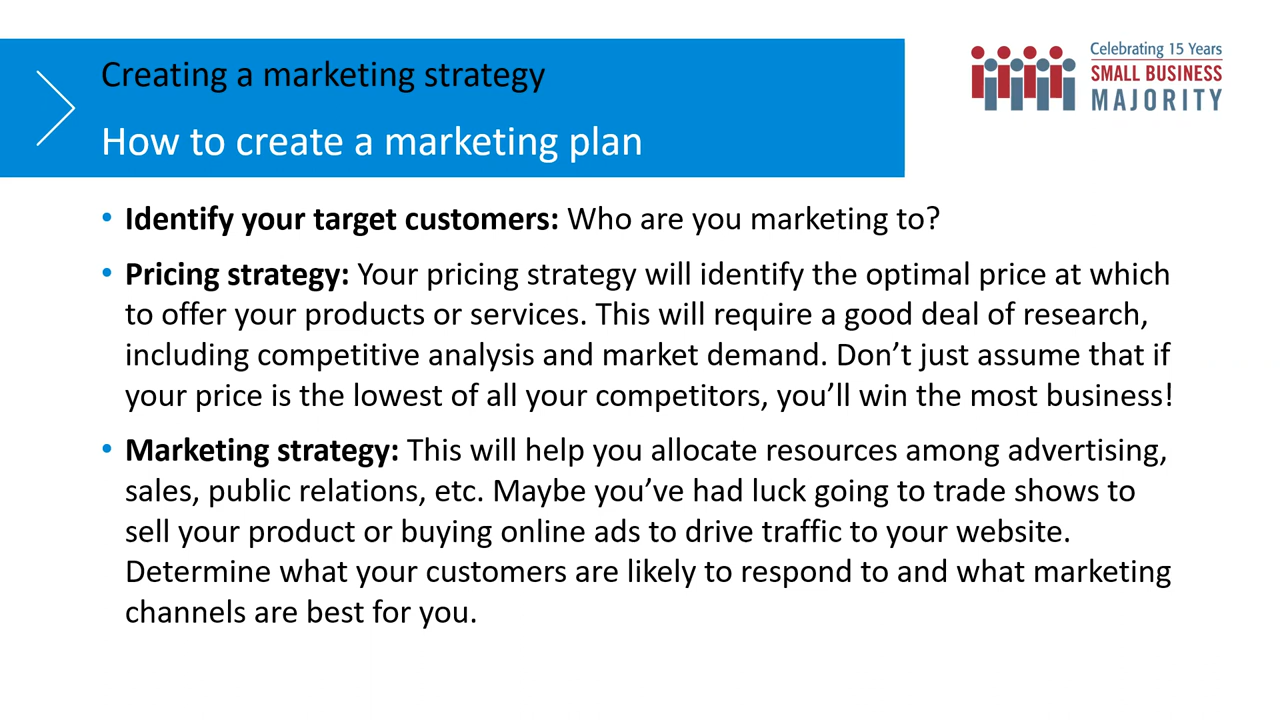 Creating a marketing strategy
How to create a marketing plan
Celebrating 15 Years
SMALL BUSINESS
MAJORITY
• Identify your target customers: Who are you marketing to?
• Pricing strategy: Your pricing strategy will identify the optimal price at which
to offer your products or services. This will require a good deal of research,
including competitive analysis and market demand. Don’t just assume that if
your price is the lowest of all your competitors, you’ll win the most business!
• Marketing strategy: This will help you allocate resources among advertising,
sales, public relations, etc. Maybe you’ve had luck going to trade shows to
sell your product or buying online ads to drive traffic to your website.
Determine what your customers are likely to respond to and what marketing
channels are best for you.